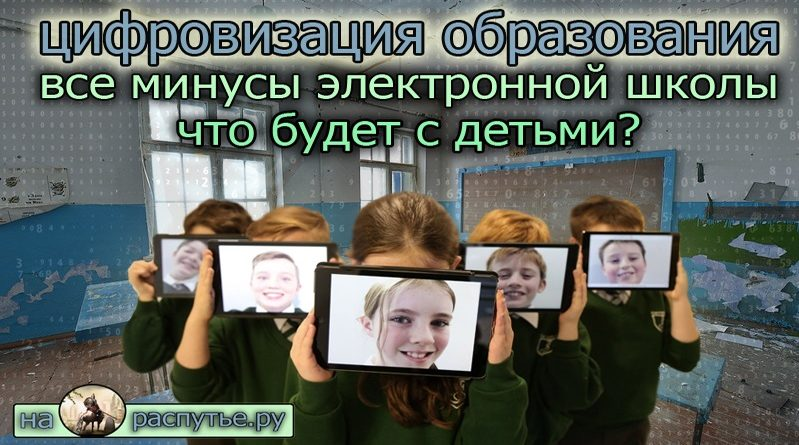 цифровизация образования
все минусы электронной школы
что будет с детьми?
на распутье.ру